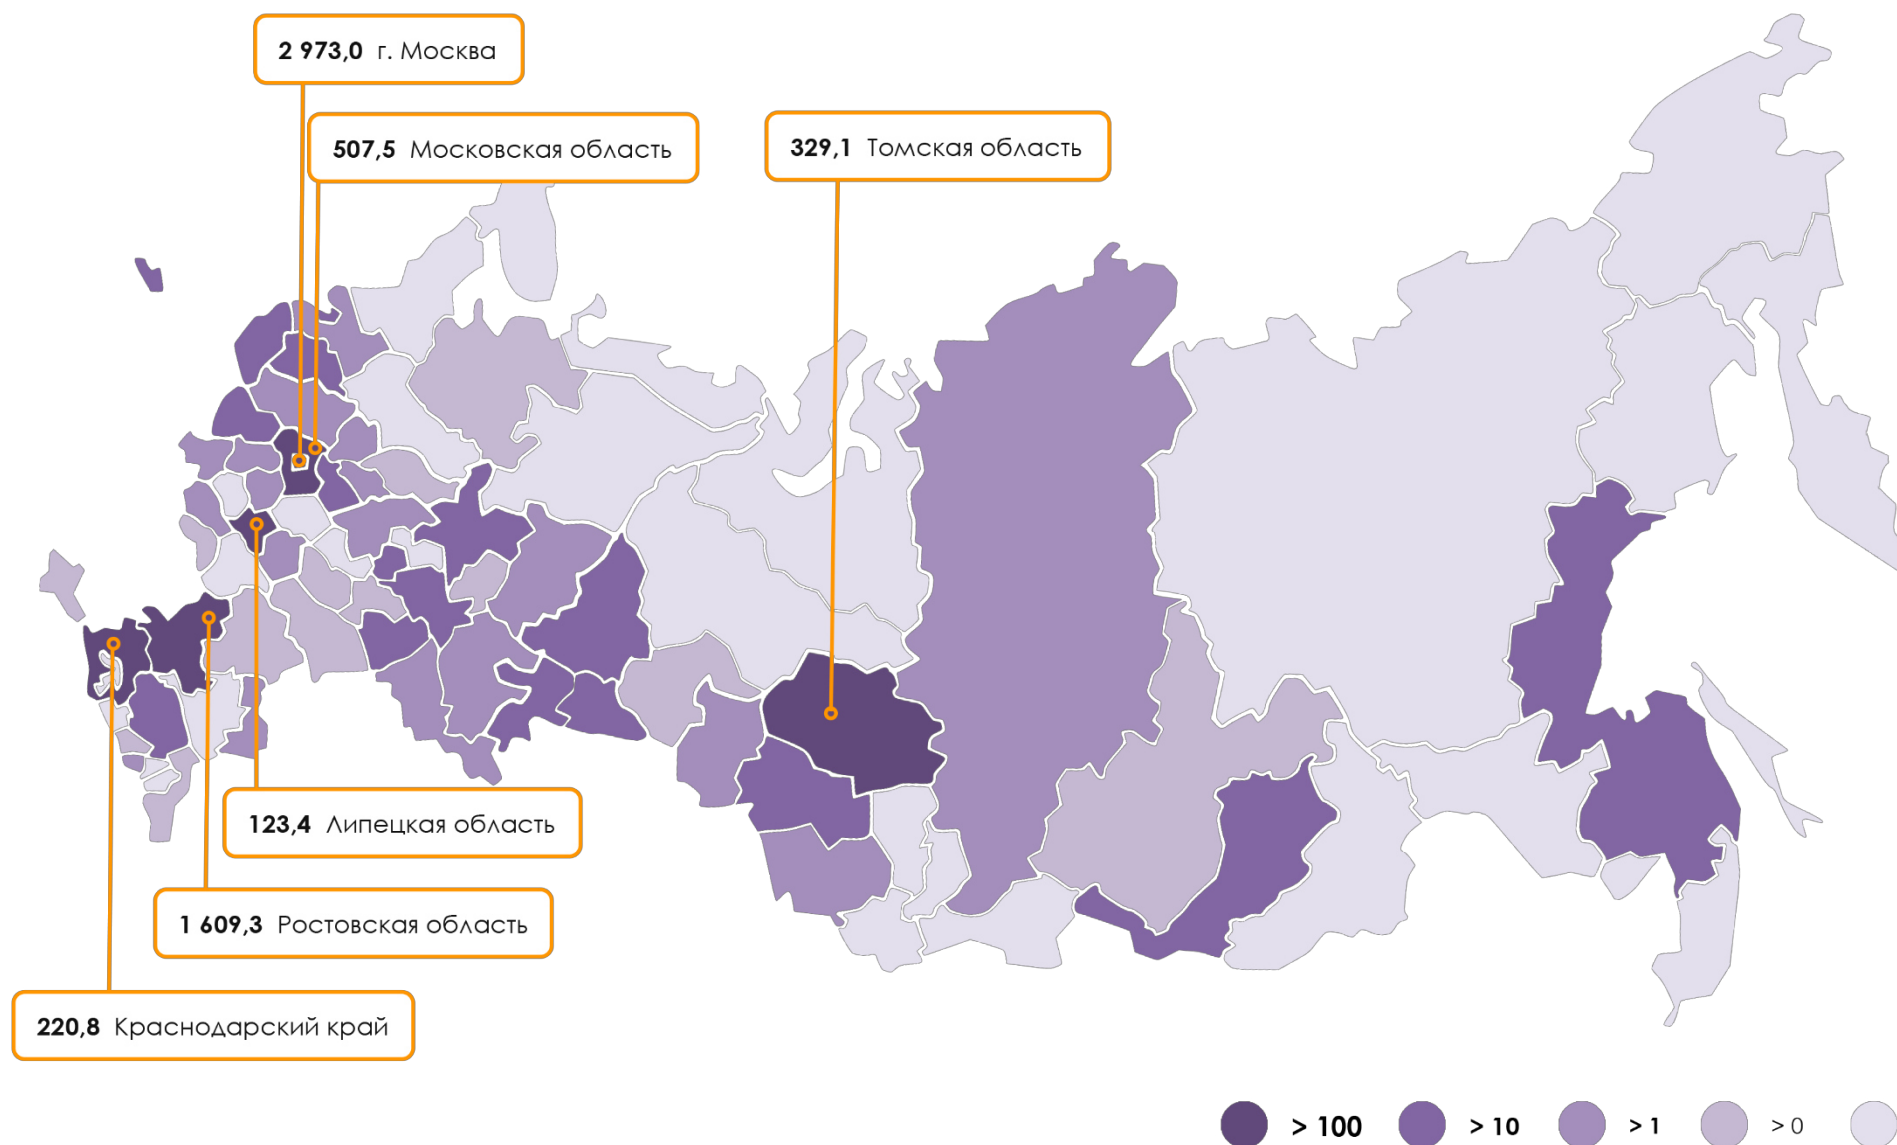 2 973,0 г. Москва
507,5 Московская область
329,1 Томская область
123,4 Липецкая область
1 609,3 Ростовская область
220,8 Краснодарский край
> 100 > 10 > 1 > 0